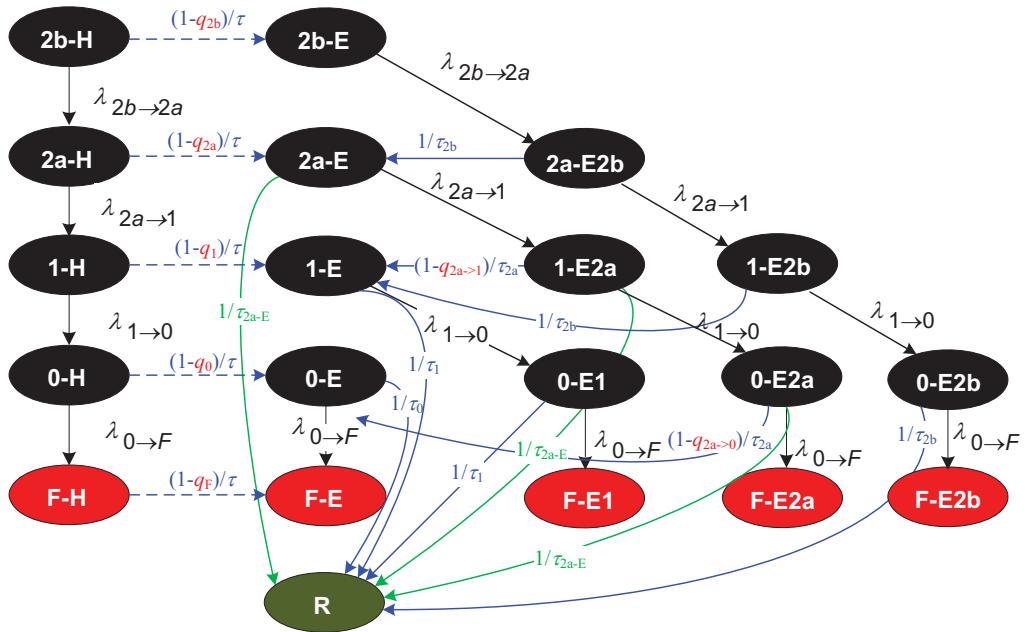 2b-H (1-q2b)/τ 2b-E
λ2b→2a λ2b→2a
2a-H (1-q2a)/τ 2a-E 1/τ2b 2a-E2b
λ2a→1 λ2a→1 λ2a→1
1-H (1-q1)/τ 1-E (1-q2a->1)/τ2a 1-E2a 1-E2b
1/τ2a-E λ1→0 1/τ1 λ1→0 1/τ2b λ1→0 λ1→0
0-H (1-q0)/τ 0-E 1/τ0 0-E1 0-E2a 0-E2b
λ0→F λ0→F 1/τ1 1/τ2a-E λ0→F (1-q2a->0)/τ2a λ0→F 1/τ2b λ0→F
F-H (1-qF)/τ F-E F-E1 F-E2a F-E2b
1/τ2a-E
R